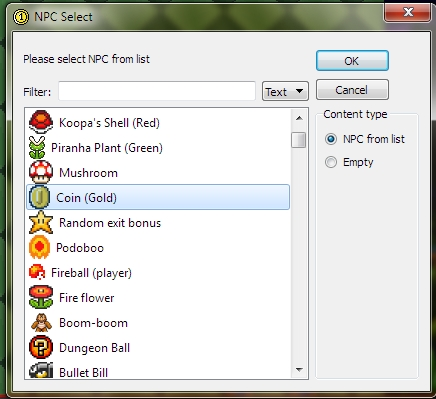 NPC Select
Please select NPC from list
OK
Filter:
Text
Cancel
Koopa's Shell (Red)
Piranha Plant (Green)
Mushroom
Coin (Gold)
Random exit bonus
Podoboo
Fireball (player)
Fire flower
Boom-boom
Dungeon Ball
Bullet Bill
Content type
NPC from list
Empty